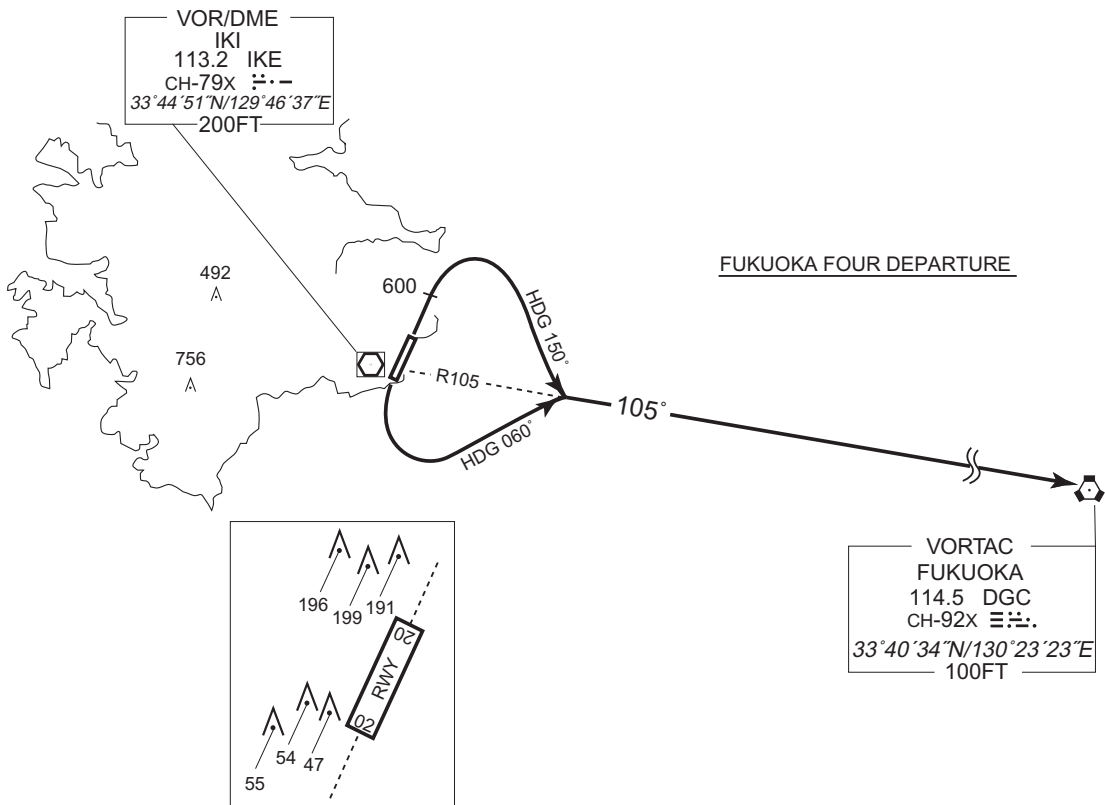 VOR/DME
IKI
113.2 IKE
CH-79X
33°44´51˝N/129°46´37˝E
200FT
492
756
600
HDG 150°
FUKUOKA FOUR DEPARTURE
R105
105°
HDG 060°
VORTAC
FUKUOKA
114.5 DGC
CH-92X
33°40´34˝N/130°23´23˝E
100FT
196
199
191
20
RWY
02
55
54
47